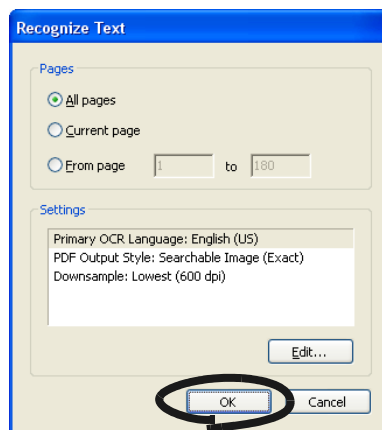 Recognize Text
Pages
All pages
Current page
From page 1 to 180
Settings
Primary OCR Language: English (US)
PDF Output Style: Searchable Image (Exact)
Downsample: Lowest (600 dpi)
Edit...
OK Cancel